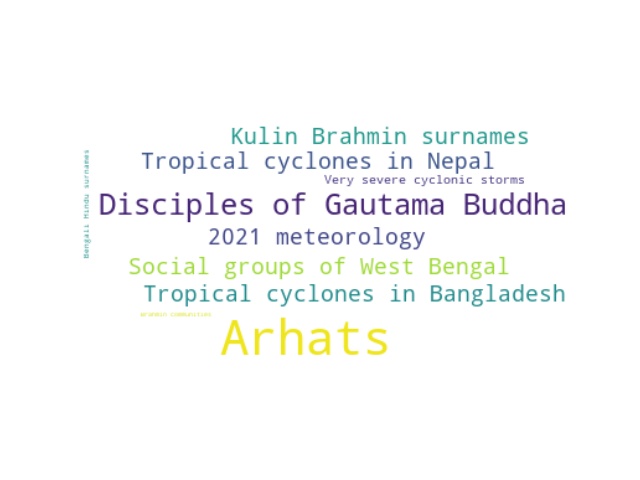 Kulin Brahmin surnames
Tropical cyclones in Nepal
Very severe cyclonic storms
Bengali Hindu surnames
Disciples of Gautama Buddha
2021 meteorology
Social groups of West Bengal
Tropical cyclones in Bangladesh
Brahmin communities
Arhats